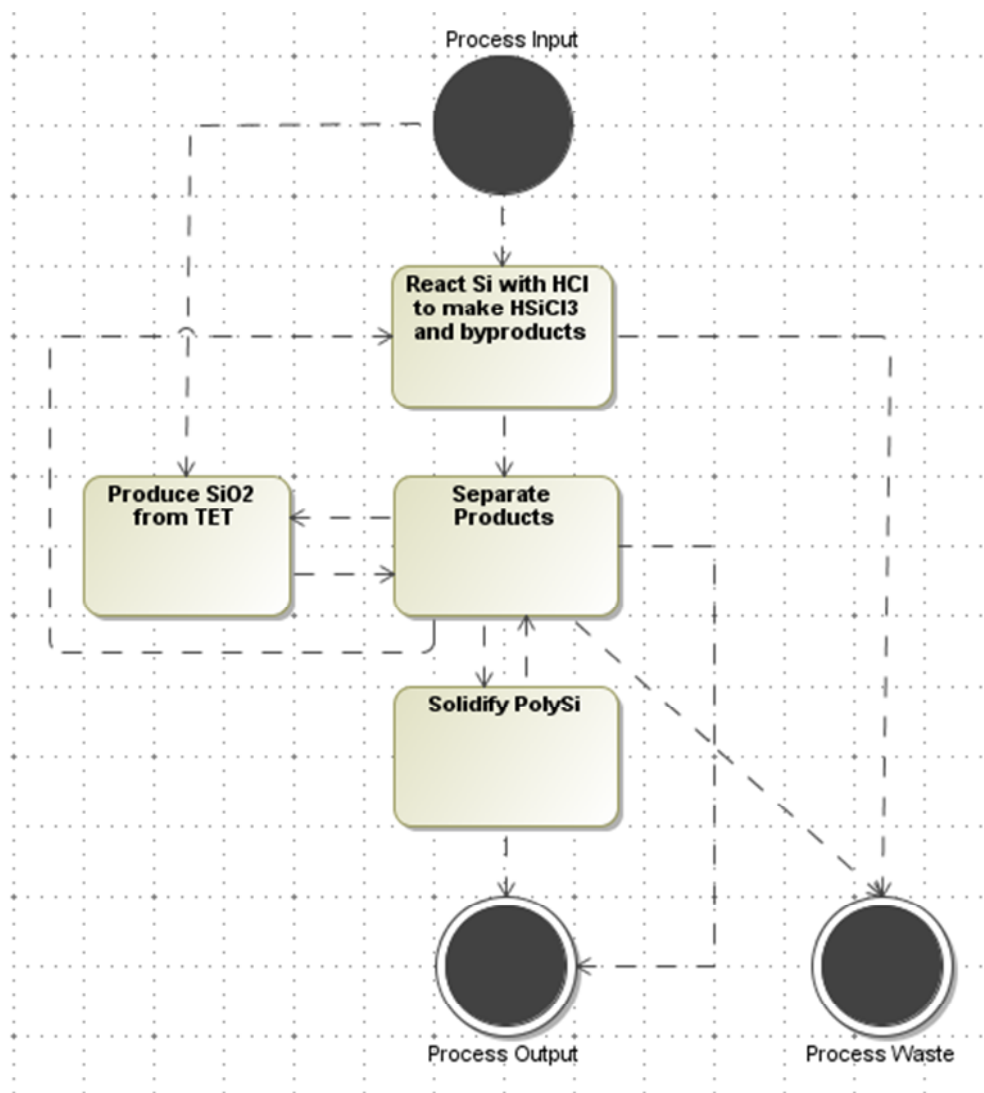 Process Input
React Si with HCl
to make HSiCl3
and byproducts
Produce SiO2
from TET
Separate
Products
Solidify PolySi
Process Output
Process Waste